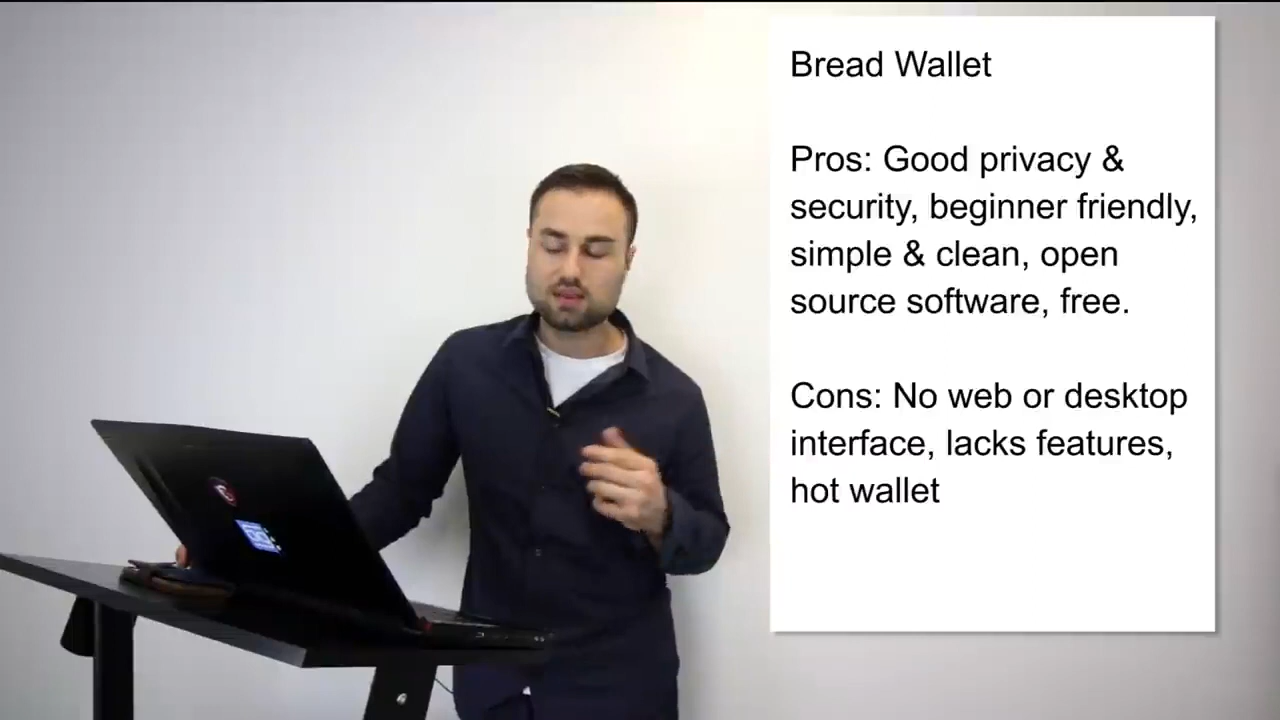 Bread Wallet
Pros: Good privacy &
security, beginner friendly,
simple & clean, open
source software, free.
Cons: No web or desktop
interface, lacks features,
hot wallet